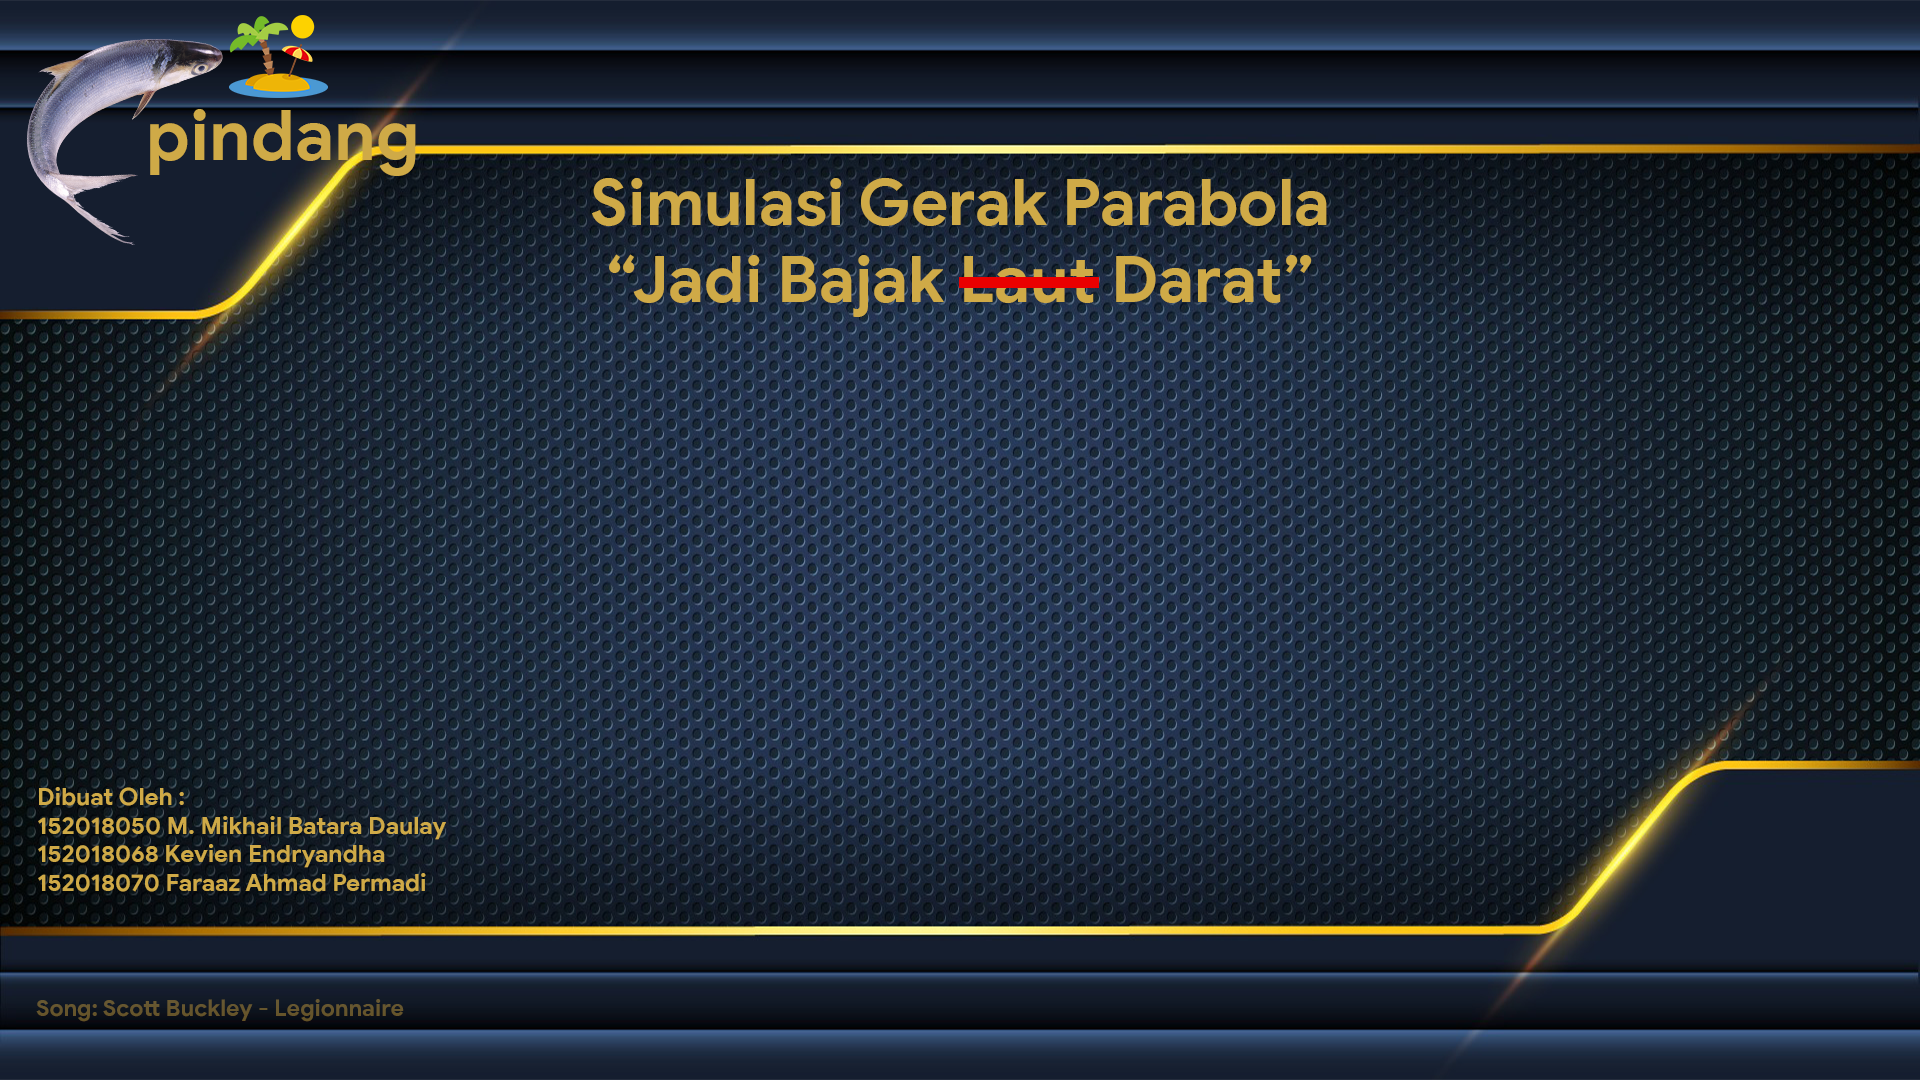 pindang
Simulasi Gerak Parabola
“Jadi Bajak Laut Darat”
Dibuat Oleh :
152018050 M. Mikhail Batara Daulay
152018068 Kevien Endryandha
152018070 Faraaz Ahmad Permadi
Song: Scott Buckley - Legionnaire